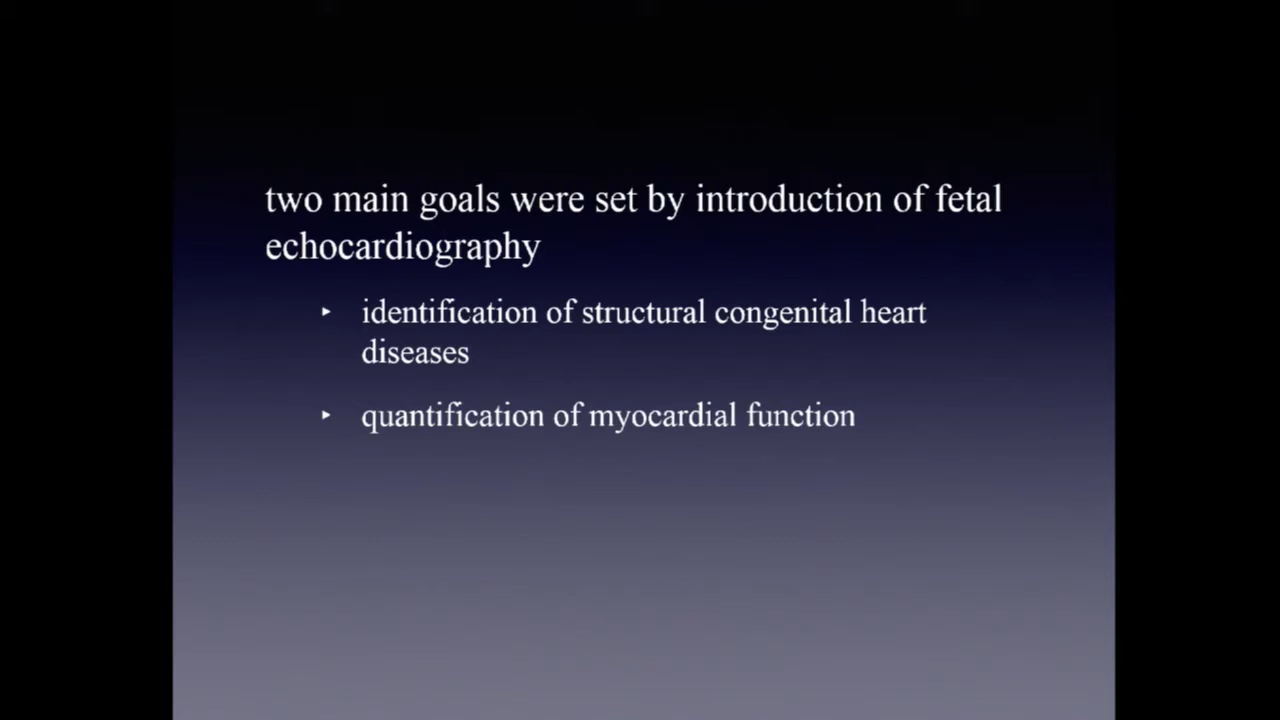 two main goals were set by introduction of fetal
echocardiography
‣ identification of structural congenital heart
diseases
‣ quantification of myocardial function